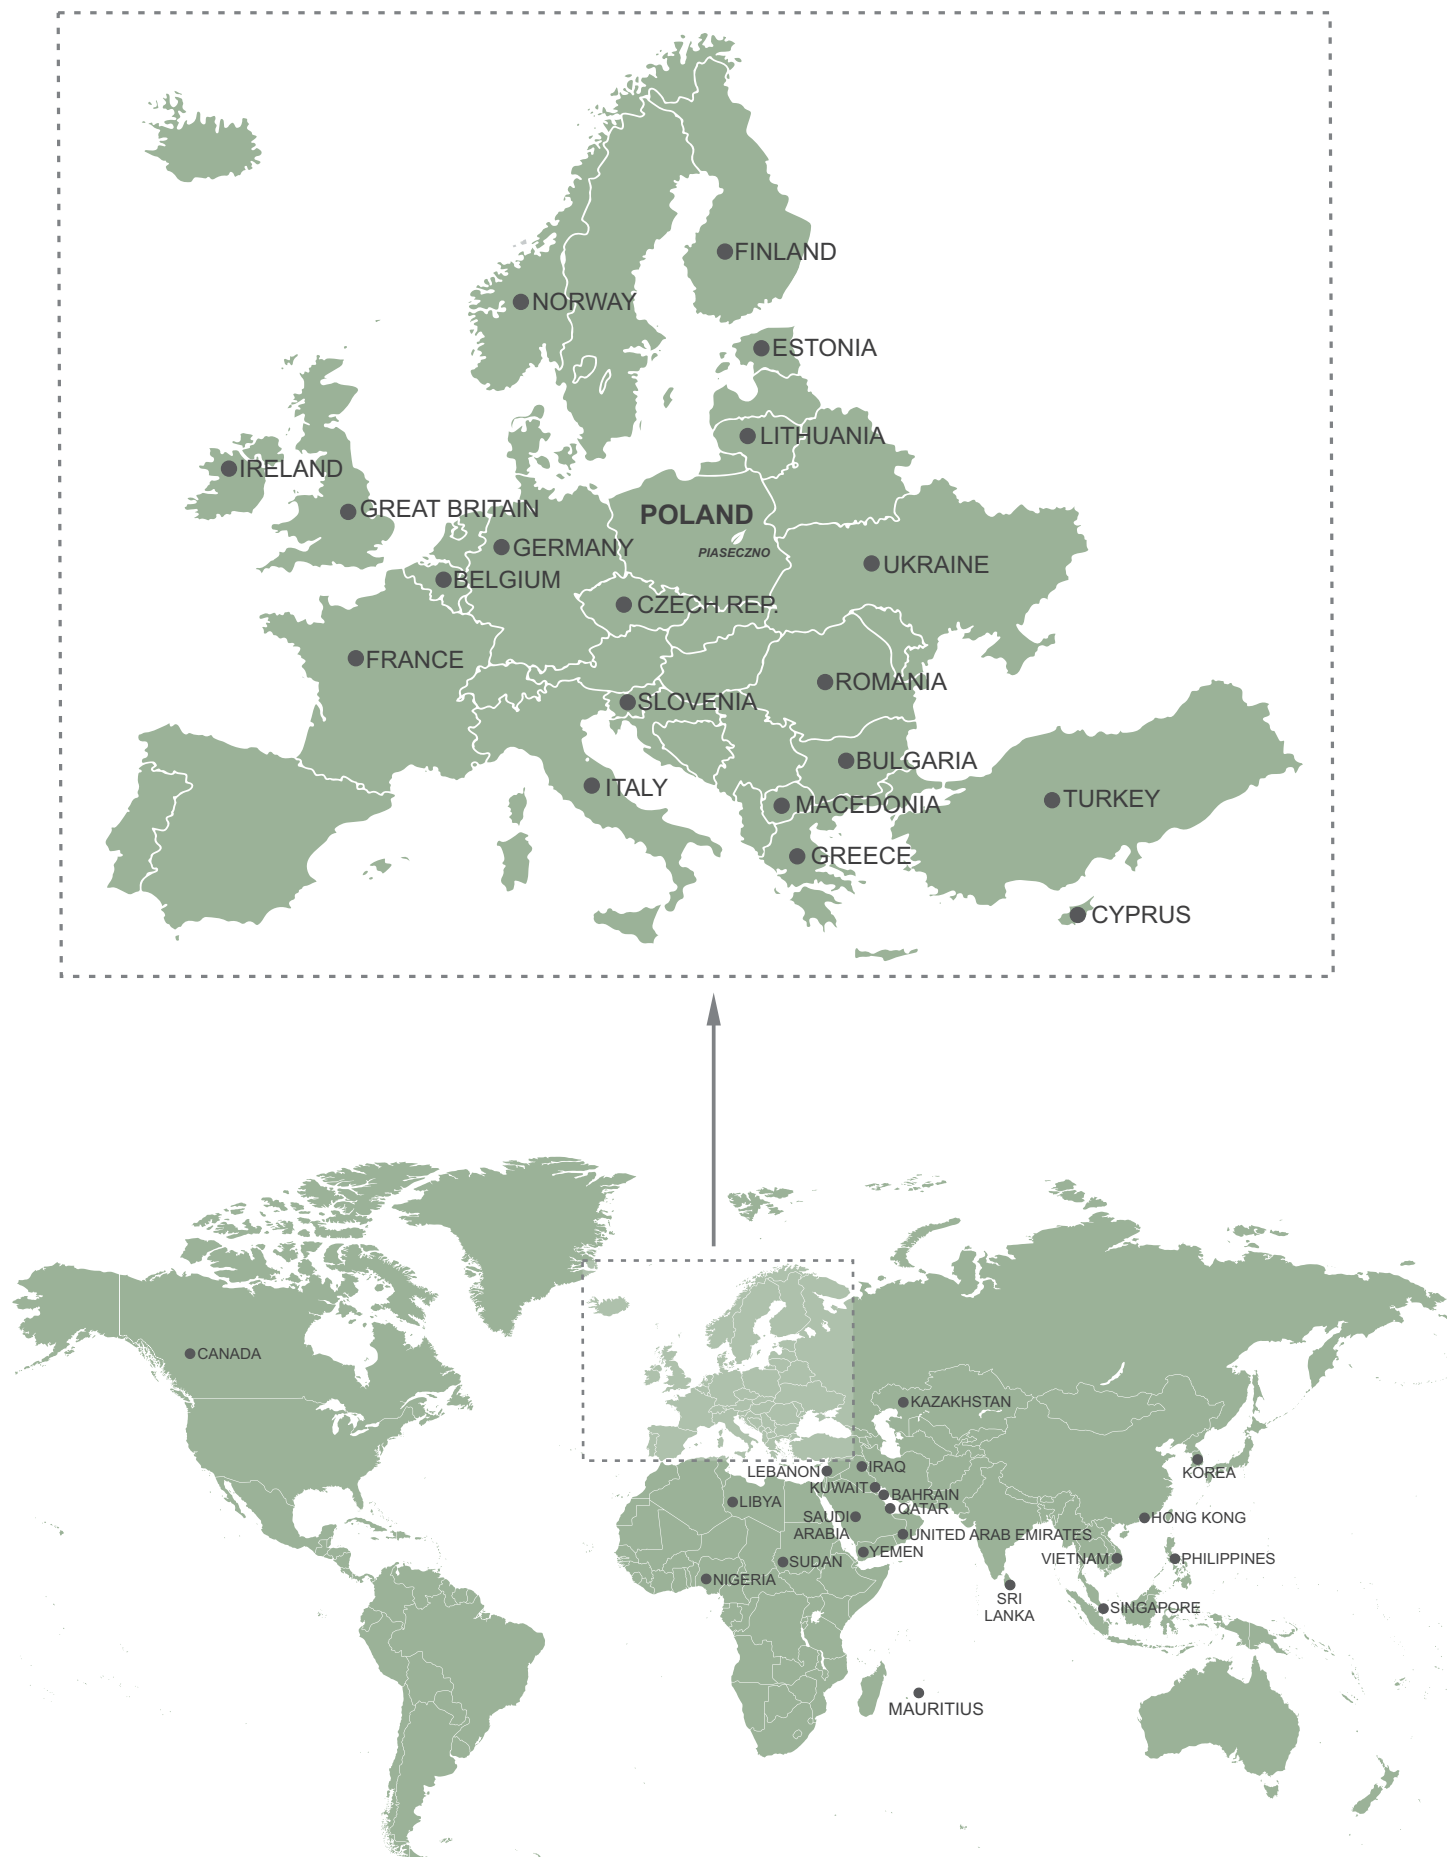 FINLAND
NORWAY
ESTONIA
LITHUANIA
IRELAND
GREAT BRITAIN
POLAND
PIASECZNO
GERMANY
UKRAINE
BELGIUM
CZECH REP.
FRANCE
ROMANIA
SLOVENIA
BULGARIA
ITALY
MACEDONIA
TURKEY
GREECE
CYPRUS
CANADA
KAZAKHSTAN
LEBANON
IRAQ
KOREA
KUWAIT
BAHRAIN
LIBYA
QATAR
SAUDI
ARABIA
HONG KONG
UNITED ARAB EMIRATES
YEMEN
SUDAN
VIETNAM
PHILIPPINES
NIGERIA
SRI
LANKA
SINGAPORE
MAURITIUS